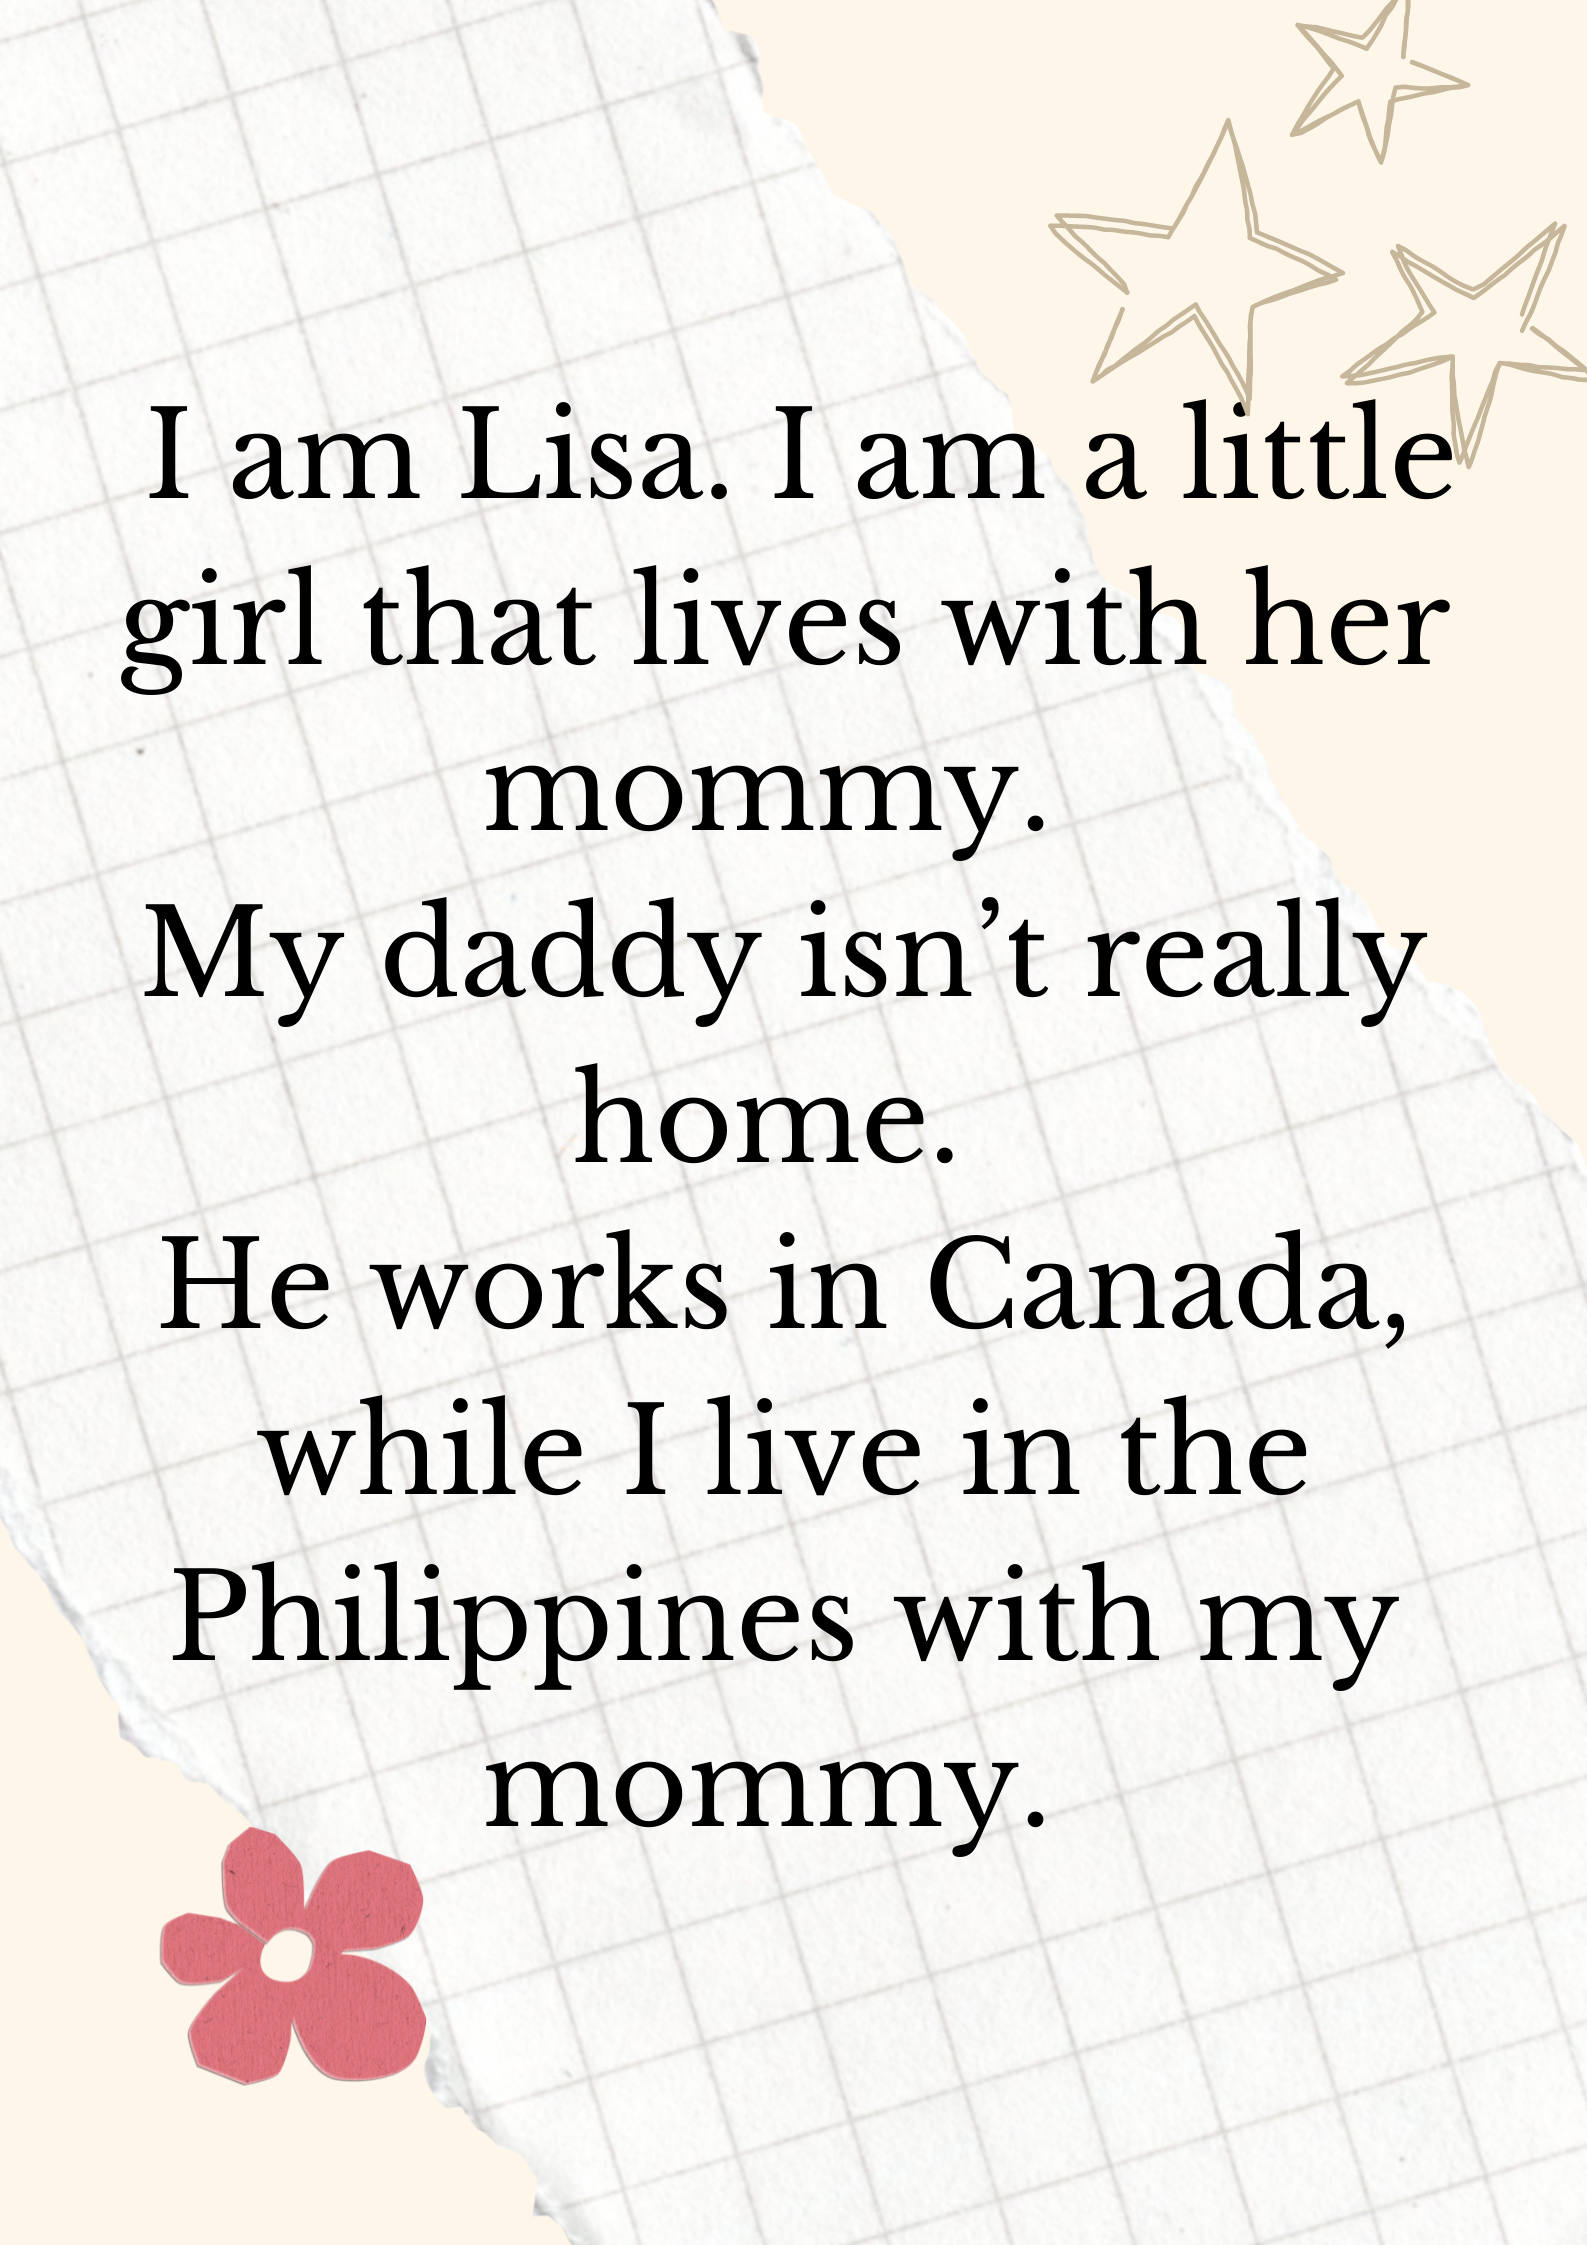 I am Lisa. I am a little
girl that lives with her
mommy.
My daddy isn’t really
home.
He works in Canada,
while I live in the
Philippines with my
mommy.